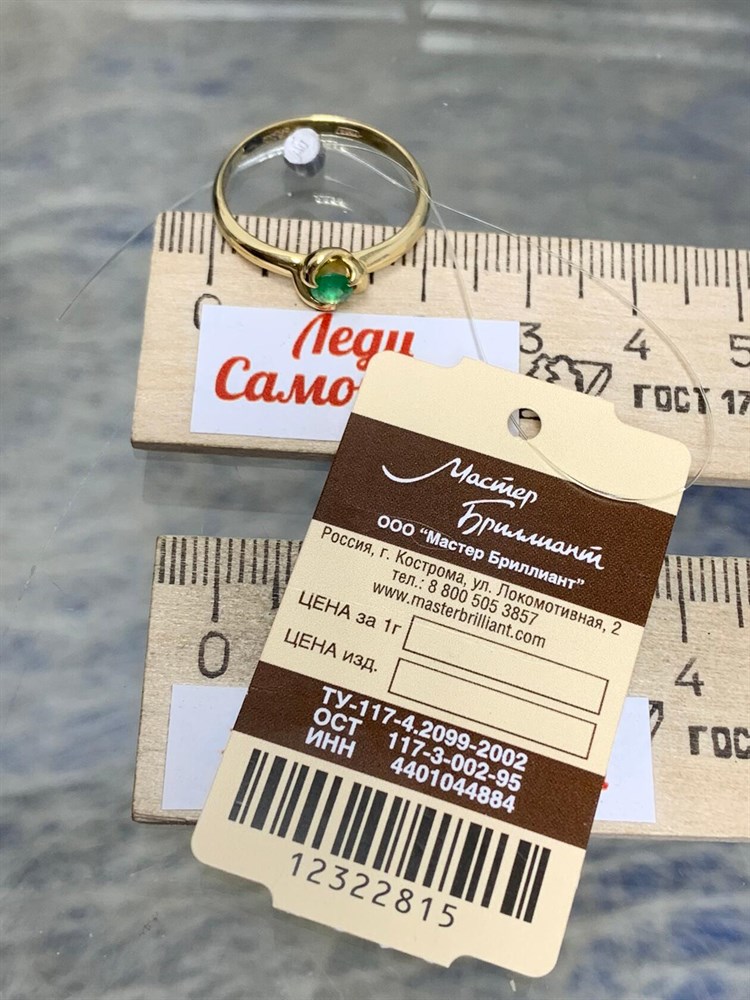 0 3 4 5
Леди
Само
ГОСТ 17
Мастер
Бриллиант
ООО "Мастер Бриллиант"
Россия, г. Кострома, ул. Локомотивная, 2
тел.: 8 800 505 3857
www.masterbrilliant.com
ЦЕНА за 1г
ЦЕНА изд.
ТУ-117-4.2099-2002
ОСТ 117-3-002-95
ИНН 4401044884
12322815
0 4
ГОС